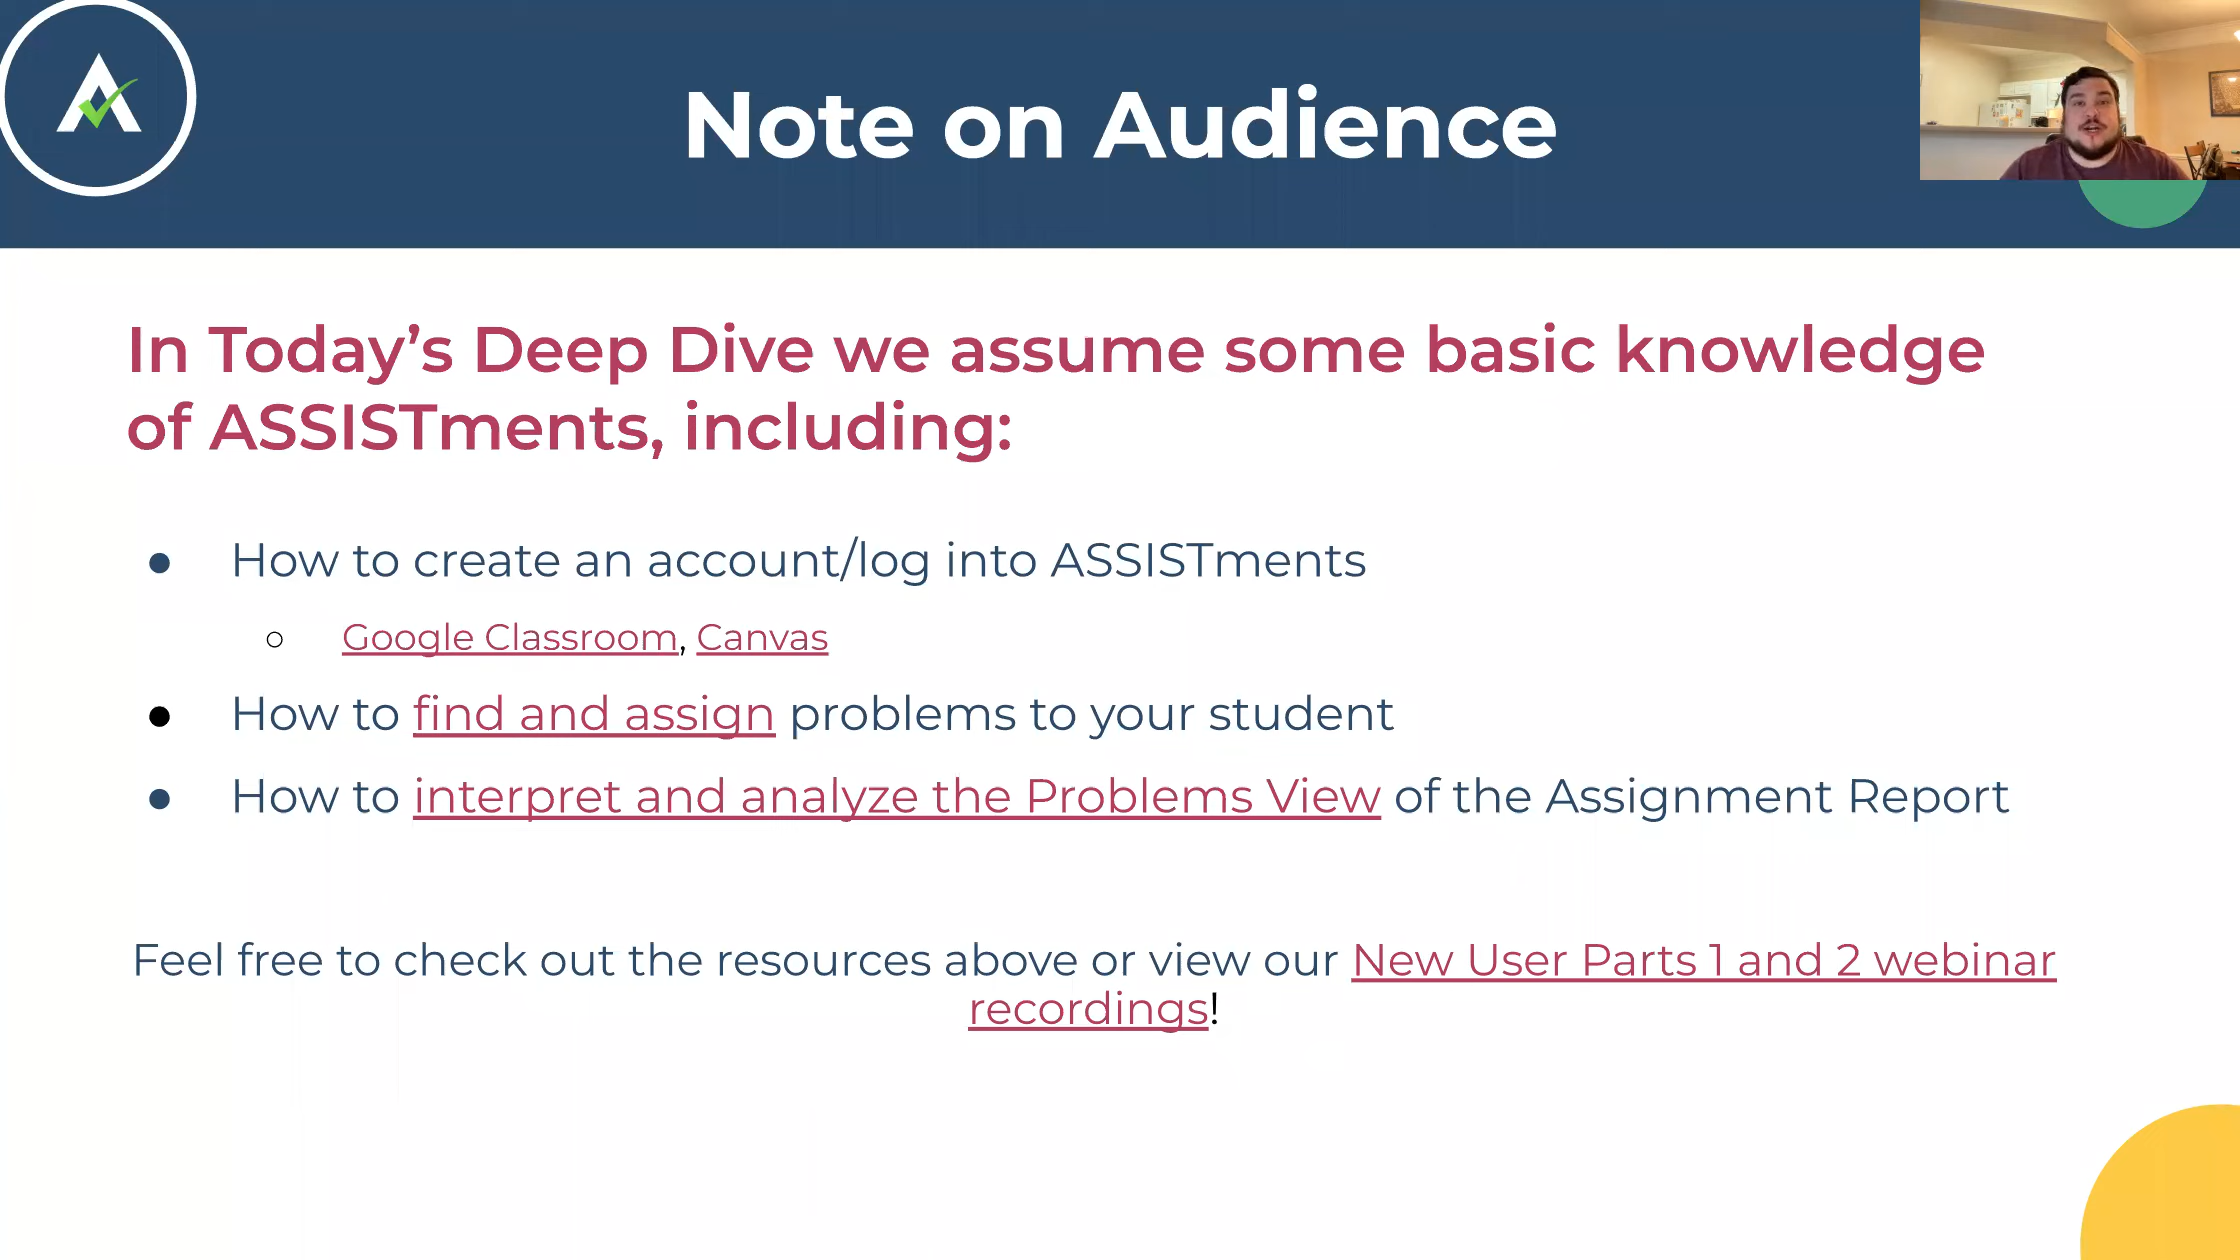 Note on Audience
In Today’s Deep Dive we assume some basic knowledge
of ASSISTments, including:
● How to create an account/log into ASSISTments
○ Google Classroom, Canvas
● How to find and assign problems to your student
● How to interpret and analyze the Problems View of the Assignment Report
Feel free to check out the resources above or view our New User Parts 1 and 2 webinar
recordings!